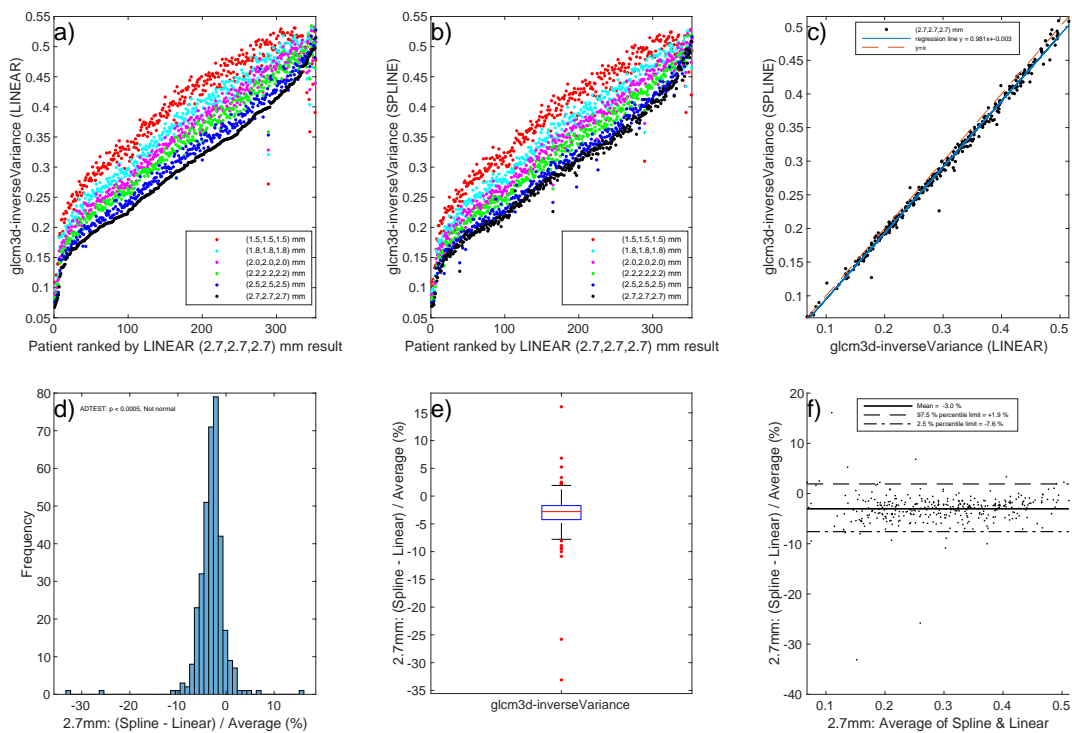 a)
glcm3d-inverseVariance (LINEAR)
0.55
0.5
0.45
0.4
0.35
0.3
0.25
0.2
0.15
0.1
0.05
(1.5,1.5,1.5) mm
(1.8,1.8,1.8) mm
(2.0,2.0,2.0) mm
(2.2,2.2,2.2) mm
(2.5,2.5,2.5) mm
(2.7,2.7,2.7) mm
0 100 200 300
Patient ranked by LINEAR (2.7,2.7,2.7) mm result
b)
glcm3d-inverseVariance (SPLINE)
0.55
0.5
0.45
0.4
0.35
0.3
0.25
0.2
0.15
0.1
0.05
(1.5,1.5,1.5) mm
(1.8,1.8,1.8) mm
(2.0,2.0,2.0) mm
(2.2,2.2,2.2) mm
(2.5,2.5,2.5) mm
(2.7,2.7,2.7) mm
0 100 200 300
Patient ranked by LINEAR (2.7,2.7,2.7) mm result
c)
glcm3d-inverseVariance (SPLINE)
(2.7,2.7,2.7) mm
regression line y = 0.981x+-0.003
y=x
0.5
0.45
0.4
0.35
0.3
0.25
0.2
0.15
0.1
0.1 0.2 0.3 0.4 0.5
glcm3d-inverseVariance (LINEAR)
d)
ADTEST: p < 0.0005, Not normal
Frequency
80
70
60
50
40
30
20
10
0
-30 -20 -10 0 10
2.7mm: (Spline - Linear) / Average (%)
e)
2.7mm: (Spline - Linear) / Average (%)
15
10
5
0
-5
-10
-15
-20
-25
-30
-35
glcm3d-inverseVariance
f)
2.7mm: (Spline - Linear) / Average (%)
Mean = -3.0 %
97.5 % percentile limit = +1.9 %
2.5 % percentile limit = -7.6 %
20
10
0
-10
-20
-30
-40
0.1 0.2 0.3 0.4 0.5
2.7mm: Average of Spline & Linear